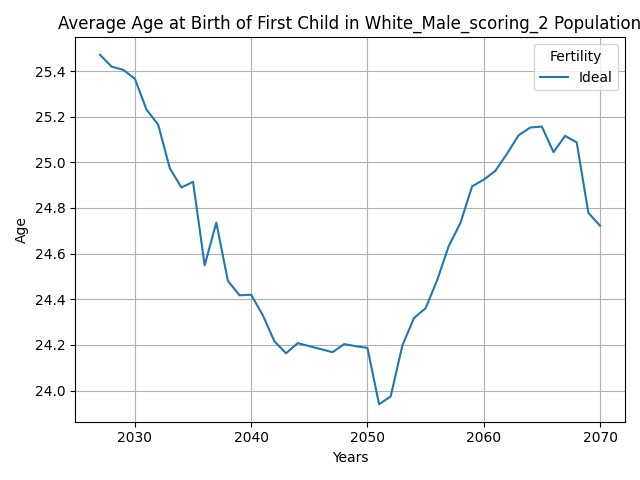 Average Age at Birth of First Child in White_Male_scoring_2 Population
Fertility
Ideal
25.4
25.2
25.0
24.8
24.6
24.4
24.2
24.0
Age
2030 2040 2050 2060 2070
Years